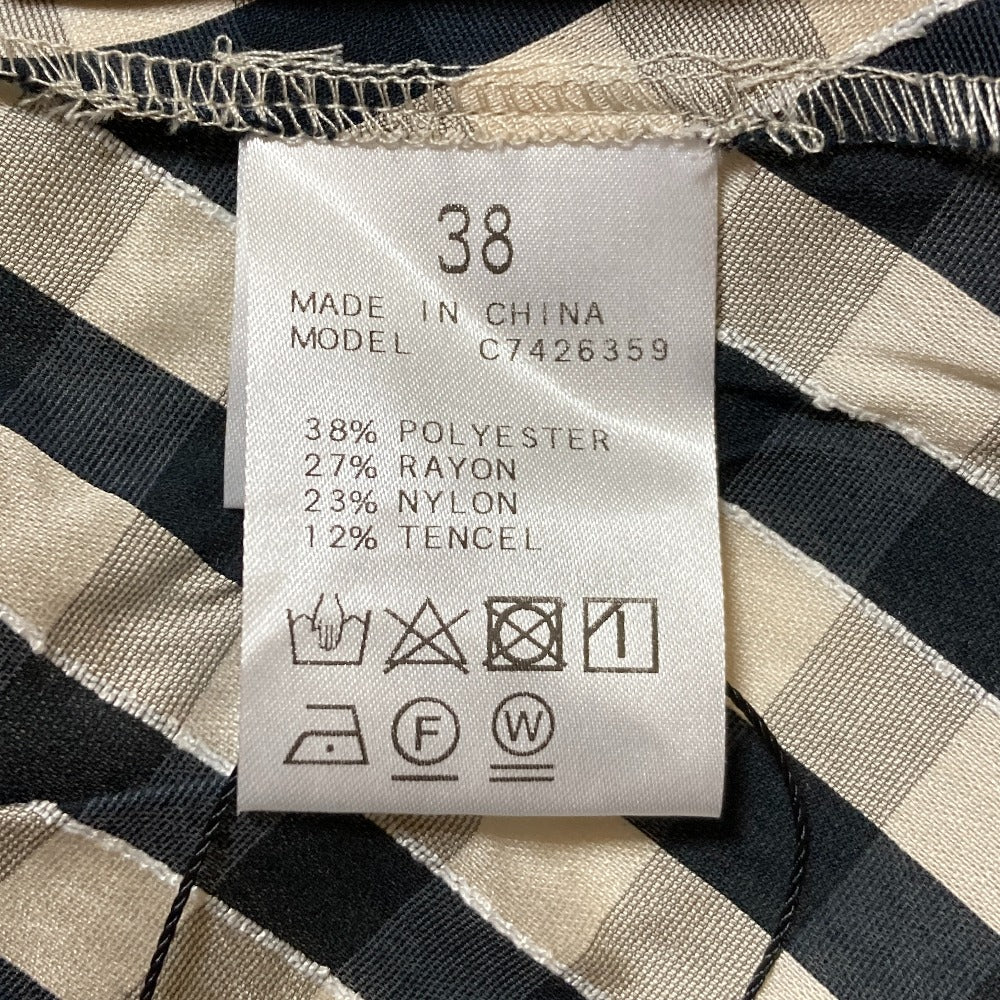 38
MADE IN CHINA
MODEL C7426359
38% POLYESTER
27% RAYON
23% NYLON
12% TENCEL
F W